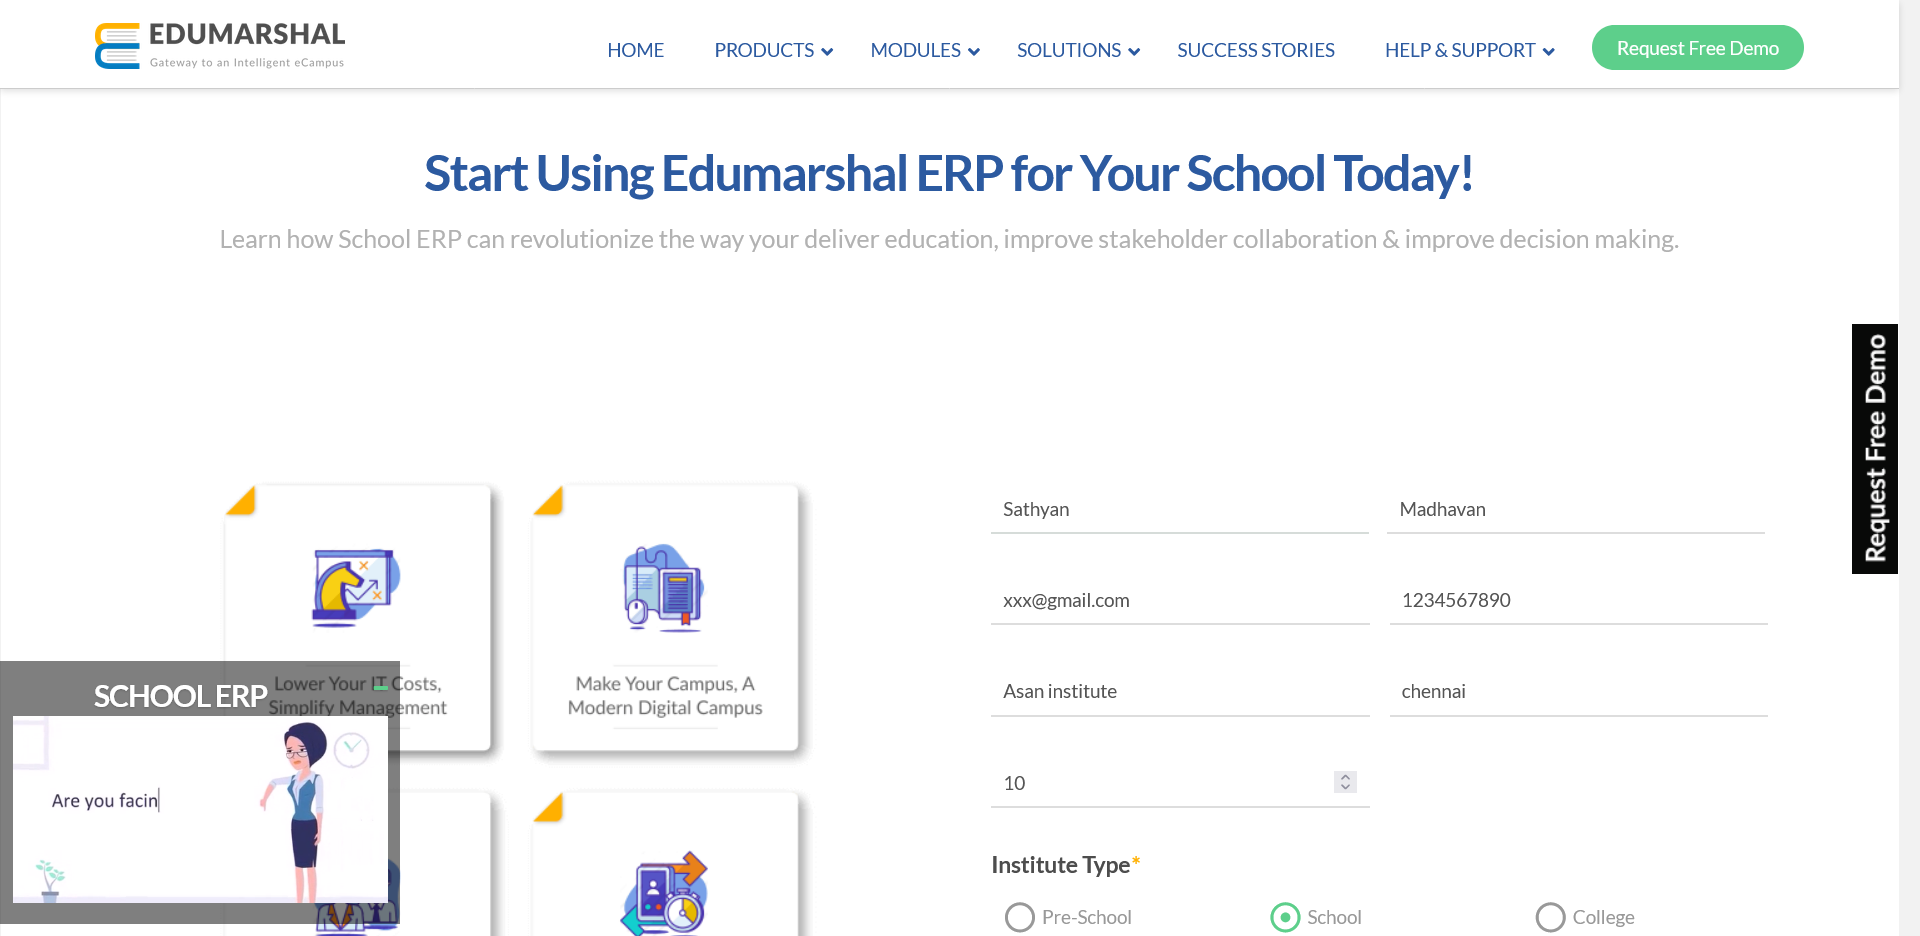 EDUMARSHAL
Gateway to an Intelligent eCampus
HOME PRODUCTS MODULES SOLUTIONS SUCCESS STORIES HELP & SUPPORT Request Free Demo
Start Using Edumarshal ERP for Your School Today!
Learn how School ERP can revolutionize the way your deliver education, improve stakeholder collaboration & improve decision making.
Request Free Demo
Sathyan Madhavan
xxx@gmail.com 1234567890
Lower Your IT Costs,
Simplify Management
Make Your Campus, A
Modern Digital Campus
SCHOOL ERP
Are you facin
Asan institute chennai
10
Institute Type*
Pre-School School College